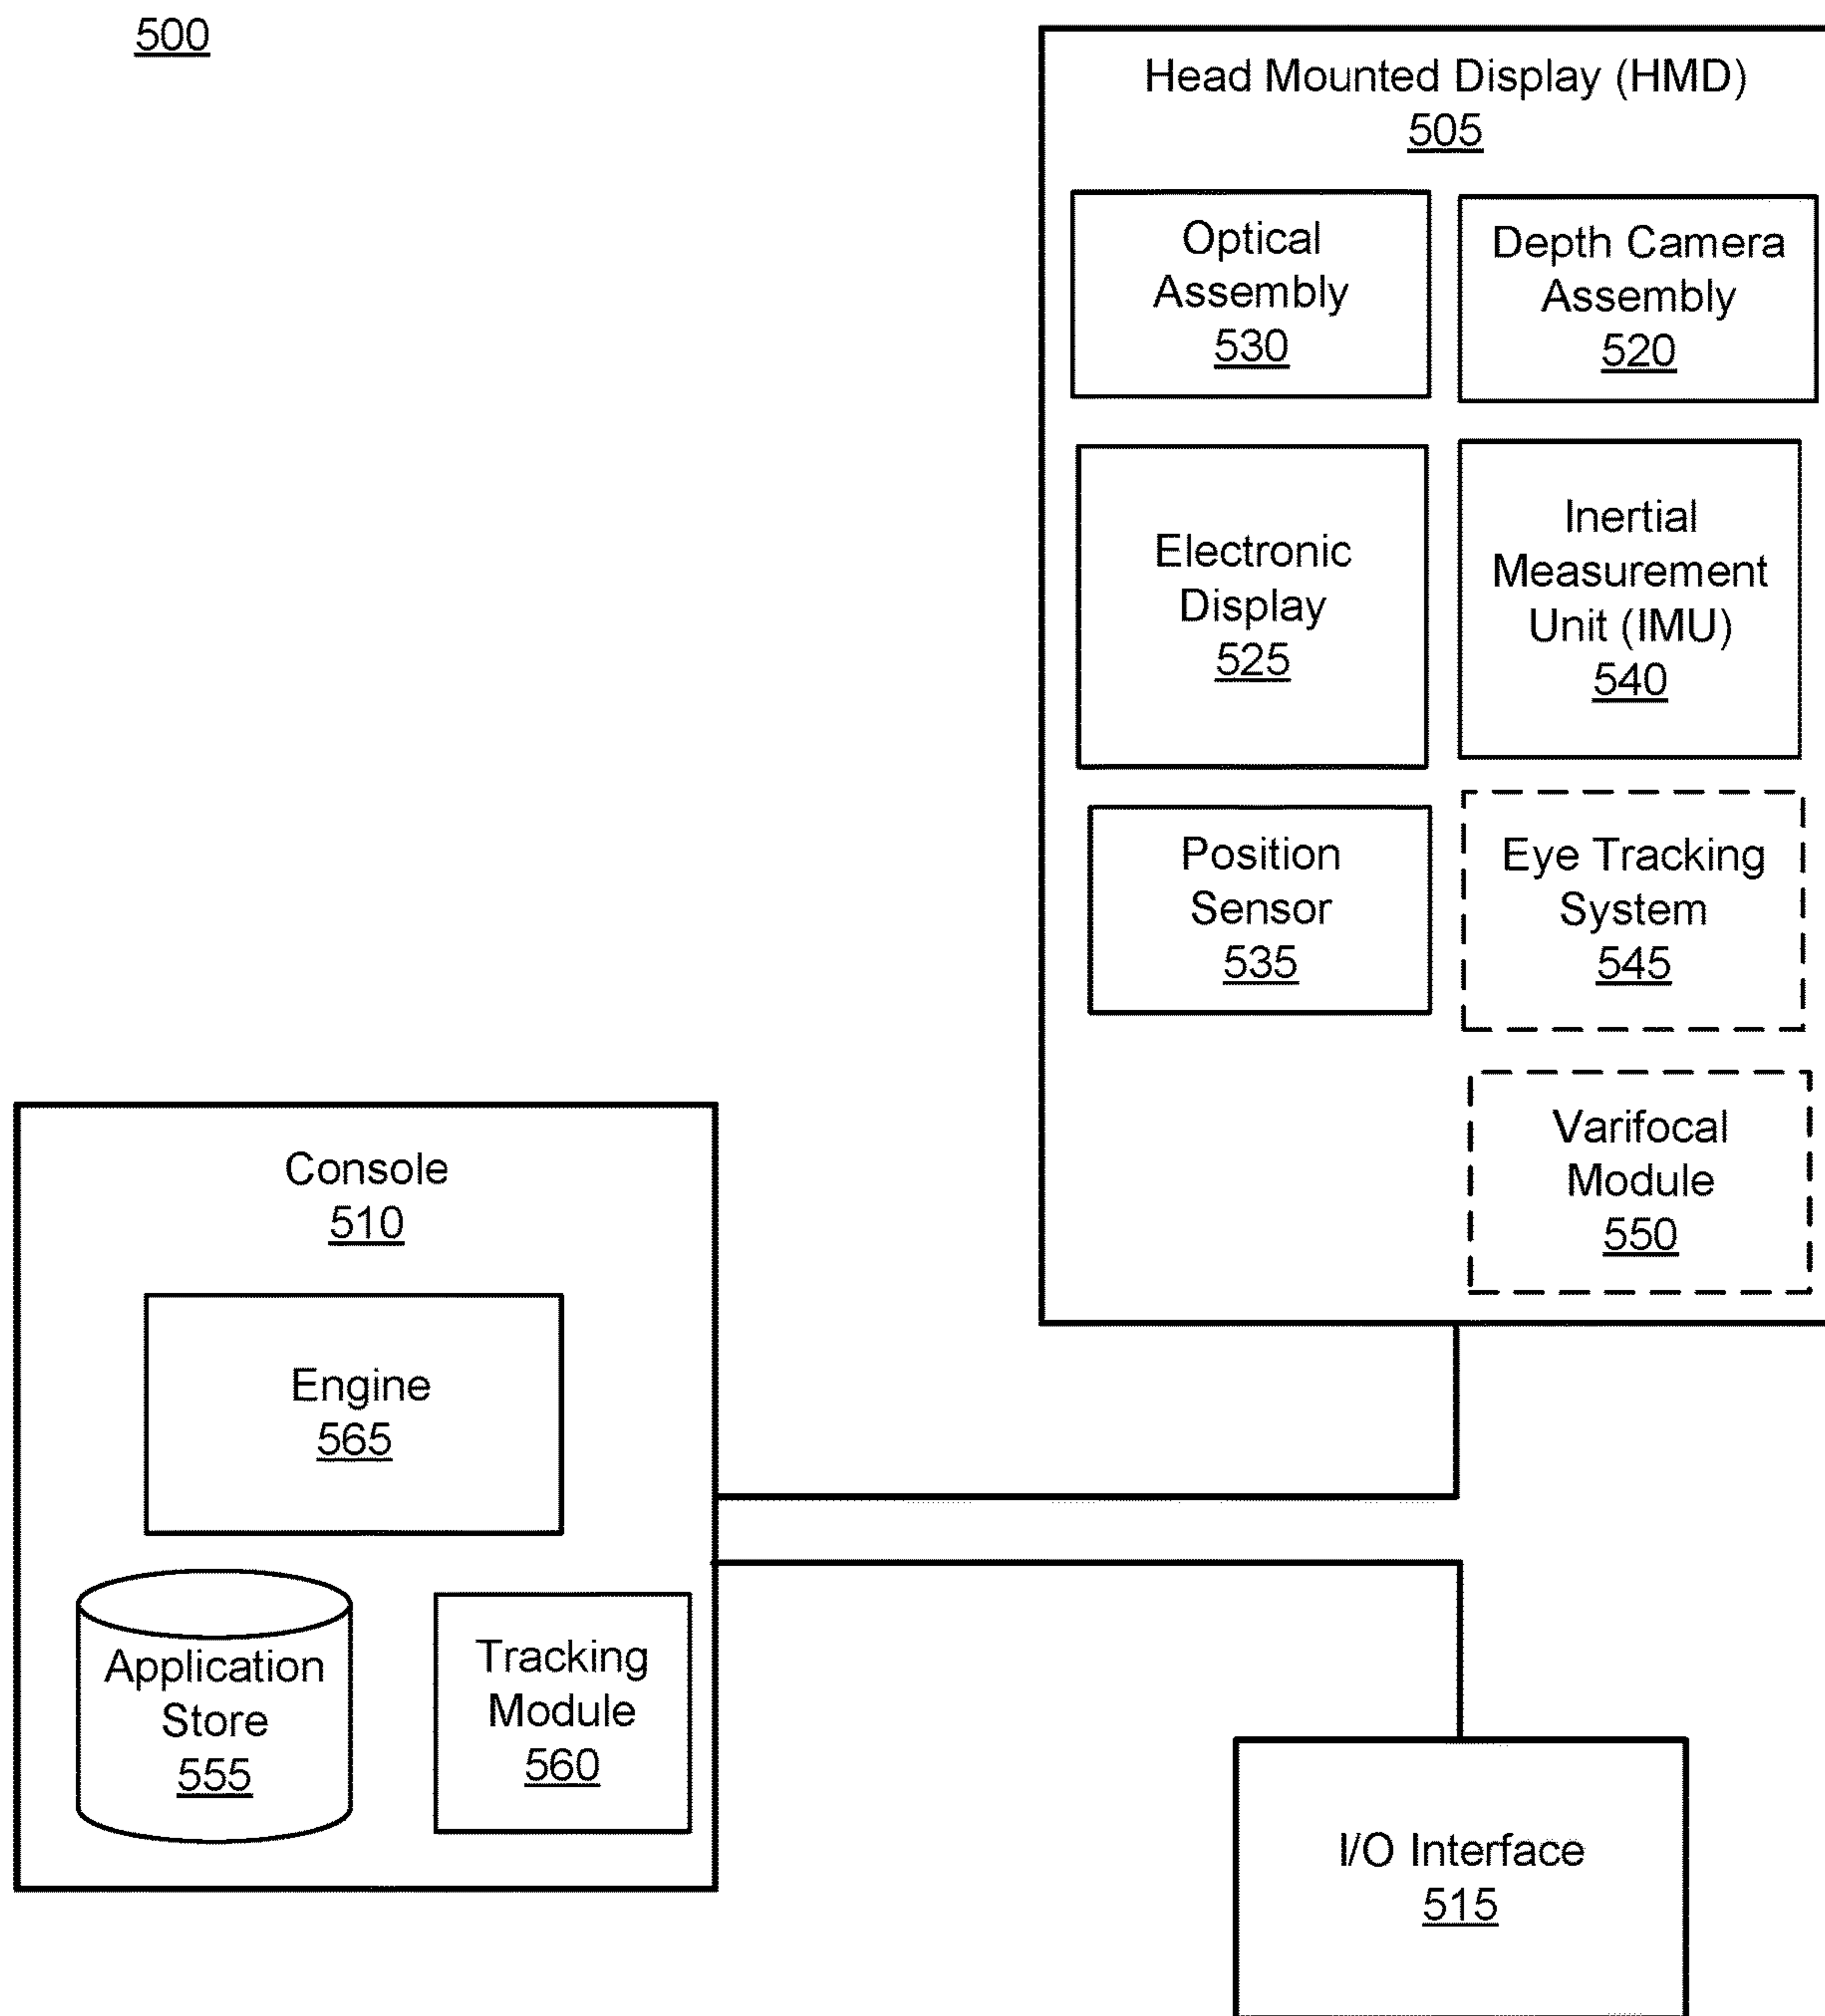 500
Head Mounted Display (HMD)
505
Optical
Assembly
530
Depth Camera
Assembly
520
Electronic
Display
525
Inertial
Measurement
Unit (IMU)
540
Position
Sensor
535
Eye Tracking
System
545
Varifocal
Module
550
Console
510
Engine
565
Application
Store
555
Tracking
Module
560
I/O Interface
515